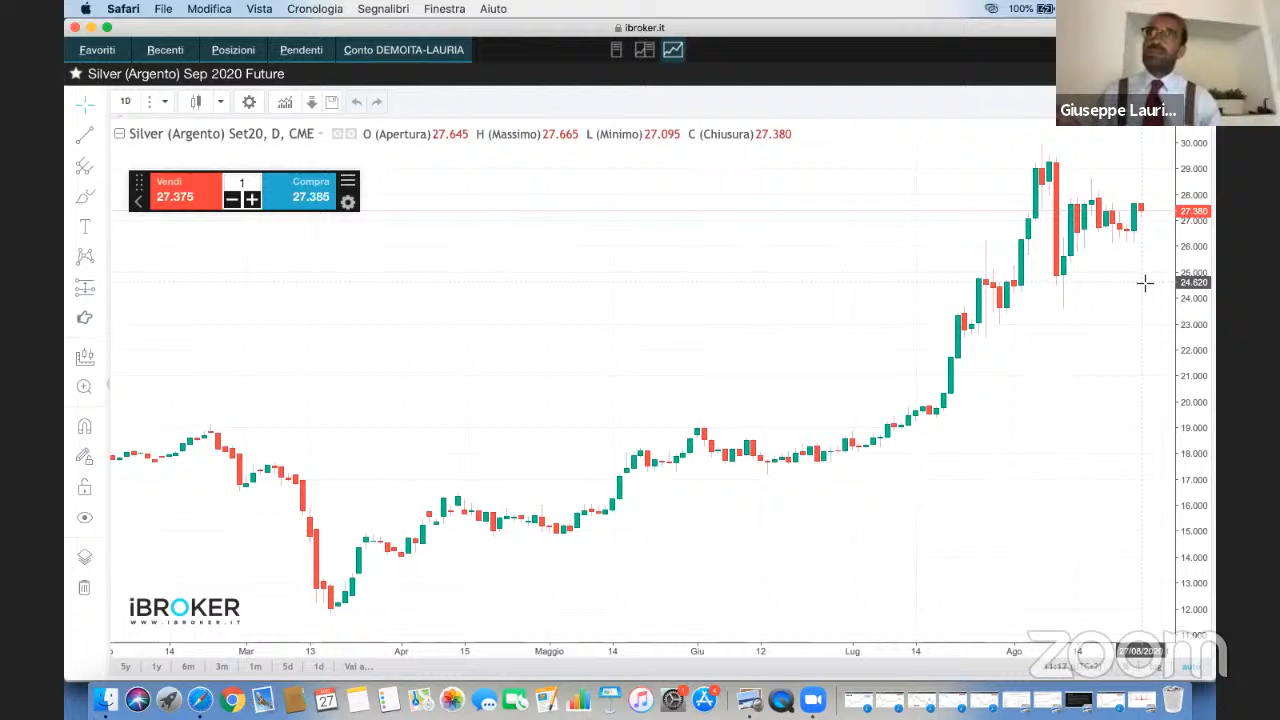 Safari File Modifica Vista Cronologia Segnalibri Finestra Aiuto 100%
ibroker.it
Favoriti Recenti Posizioni Pendenti Conto DEMOITA-LAURIA
Silver (Argento) Sep 2020 Future
Giuseppe Lauri...
1D
Silver (Argento) Set20, D, CME O (Apertura) 27.645 H (Massimo) 27.665 L (Minimo) 27.095 C (Chiusura) 27.380
Vendi 1 Compra
27.375 27.385
30.000
29.000
28.000
27.380
27.000
26.000
25.000
24.620
24.000
23.000
22.000
21.000
20.000
19.000
18.000
17.000
16.000
15.000
14.000
13.000
12.000
iBROKER
WWW.IBROKER.IT
14 Mar 13 Apr 15 Maggio 14 Giu 12 Lug 14 Ago 14 27/08/2020
5y 1y 6m 3m 1m 5d 1d Vai a... % log auto
zoom
27 1 4